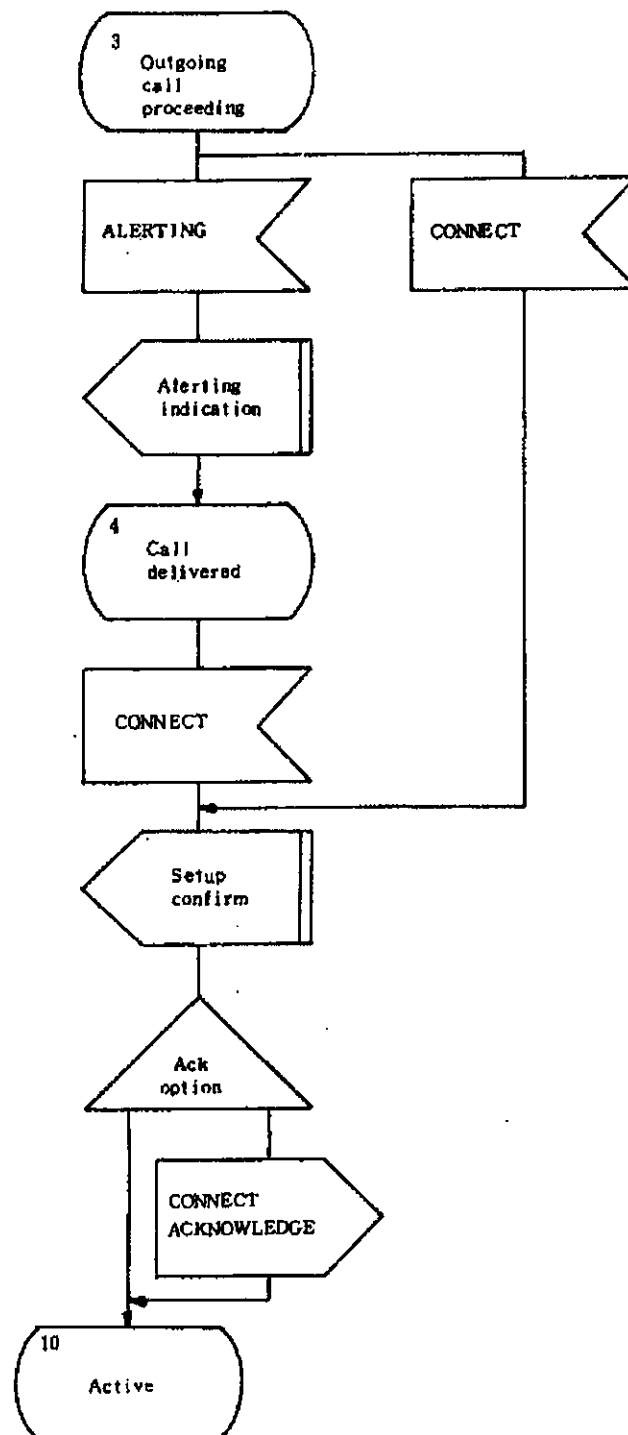 3
Outgoing
call
proceeding
ALERTING
CONNECT
Alerting
indication
4
Call
delivered
CONNECT
Setup
confirm
Ack
option
CONNECT
ACKNOWLEDGE
10
Active